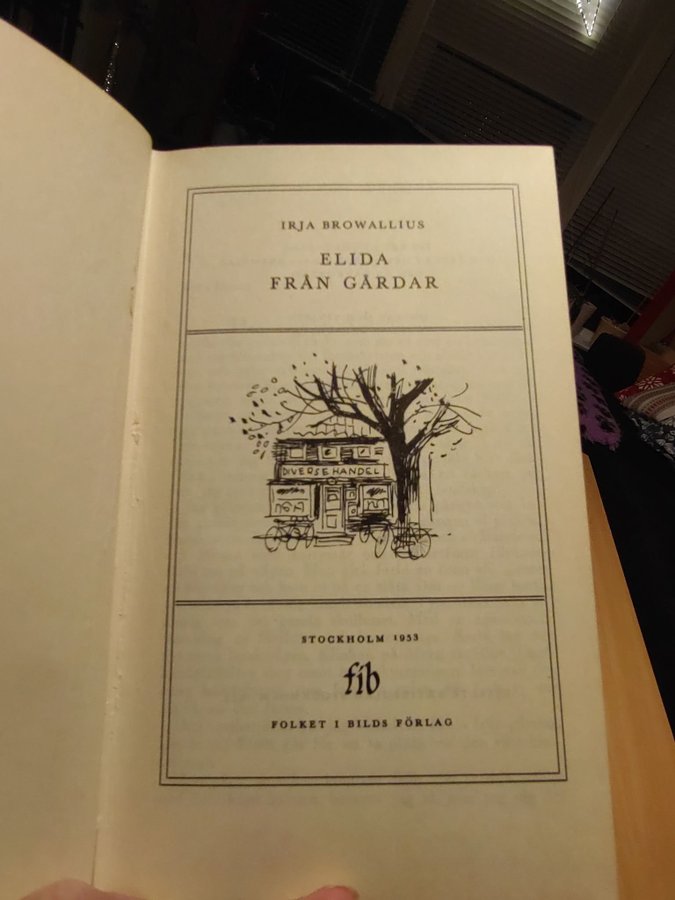 IRJA BROWALLIUS
ELIDA
FRÅN GÅRDAR
DIVERSEHANDEL
STOCKHOLM 1953
fib
FOLKET I BILDS FÖRLAG